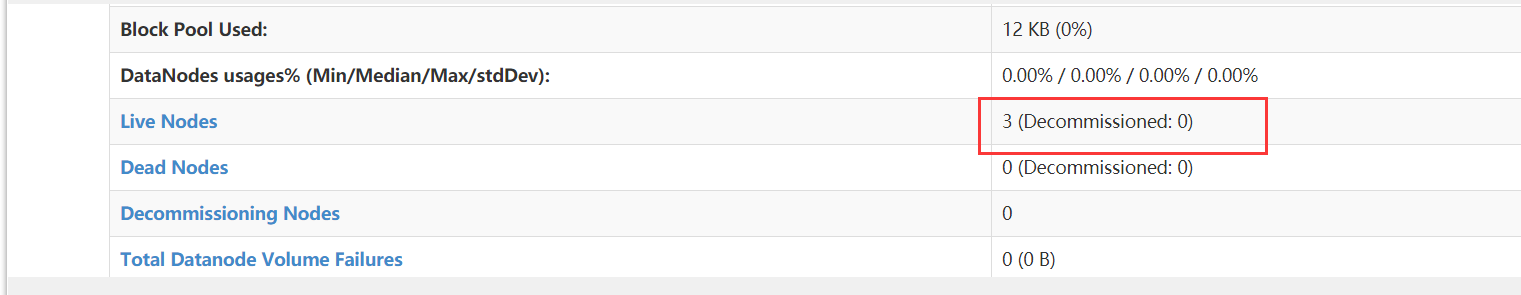 Block Pool Used: 12 KB (0%)
DataNodes usages% (Min/Median/Max/stdDev): 0.00% / 0.00% / 0.00% / 0.00%
Live Nodes 3 (Decommissioned: 0)
Dead Nodes 0 (Decommissioned: 0)
Decommissioning Nodes 0
Total Datanode Volume Failures 0 (0 B)